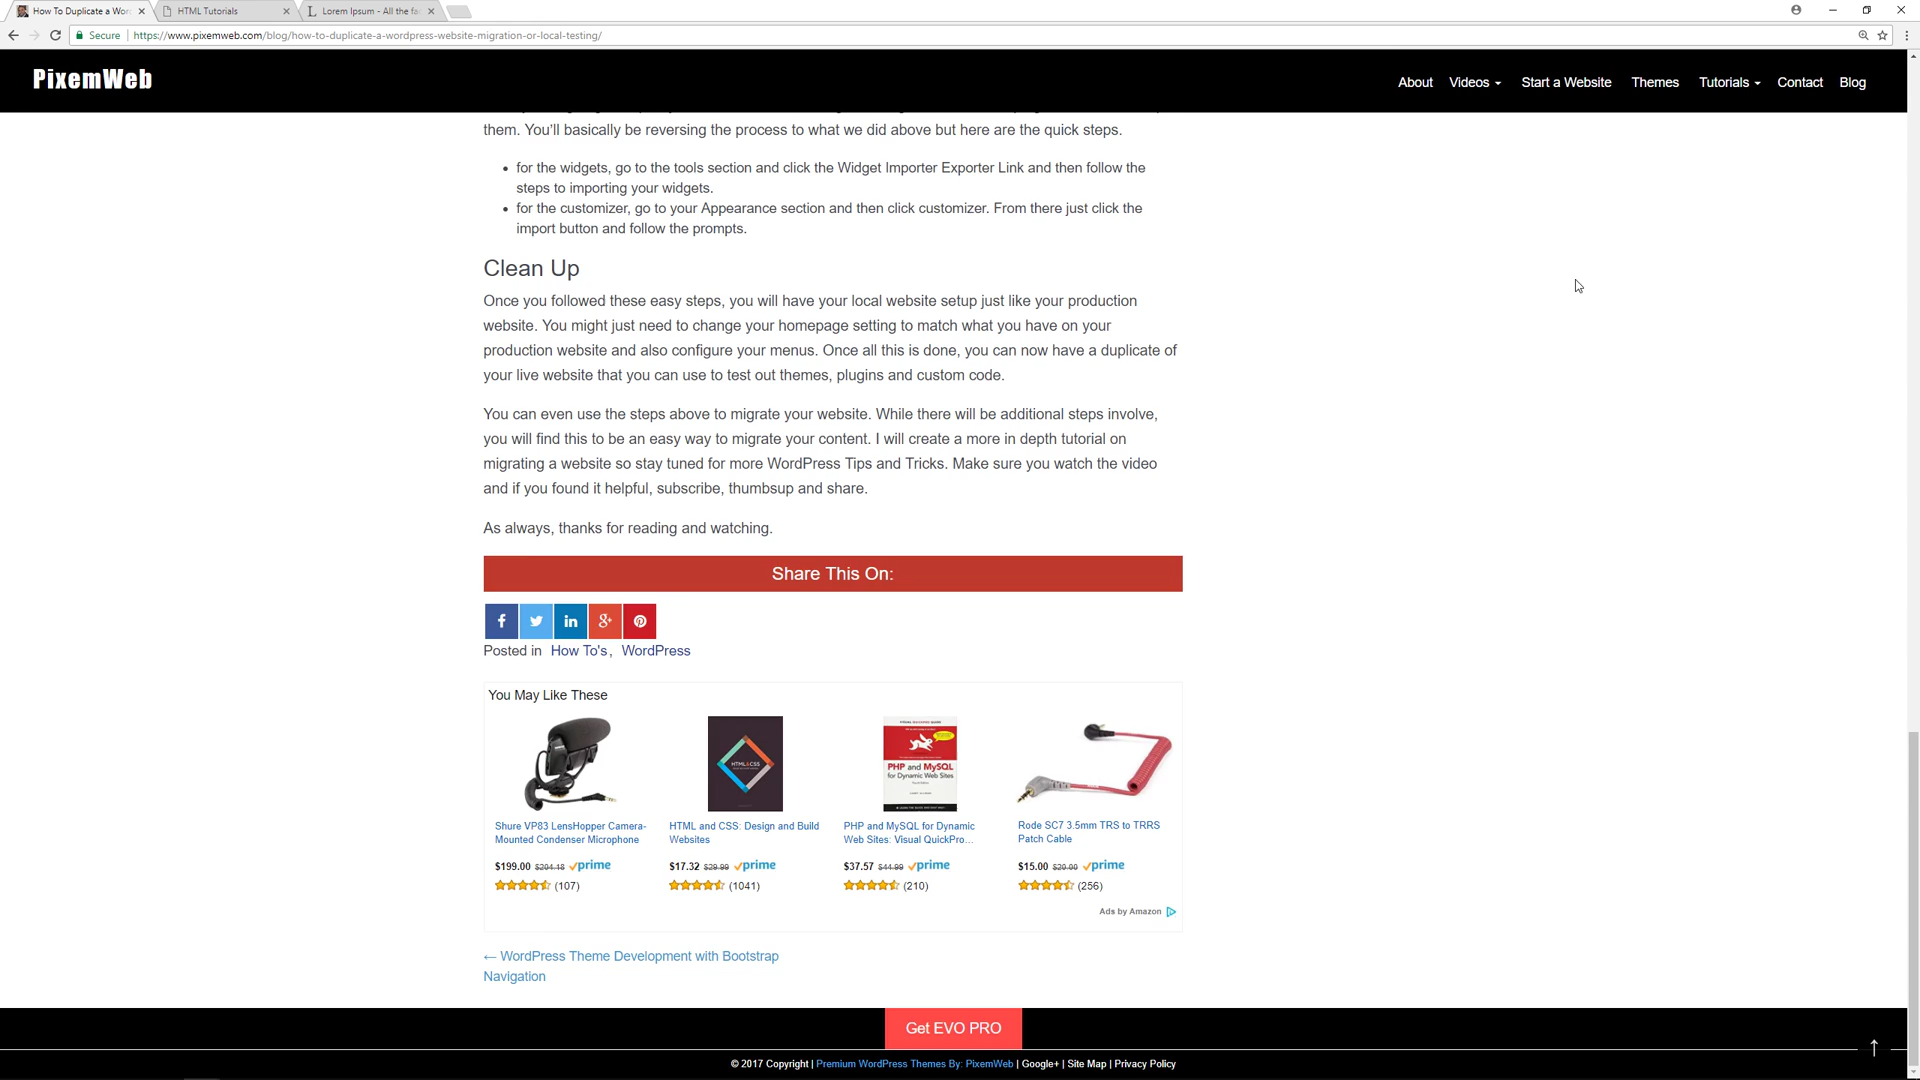 How To Duplicate a Wor
HTML Tutorials
Lorem Ipsum - All the fa
Secure
https://www.pixemweb.com/blog/how-to-duplicate-a-wordpress-website-migration-or-local-testing/
PixemWeb
About
Videos
Start a Website
Themes
Tutorials
Contact
Blog
them. You'll basically be reversing the process to what we did above but here are the quick steps.
for the widgets, go to the tools section and click the Widget Importer Exporter Link and then follow the
steps to importing your widgets.
for the customizer, go to your Appearance section and then click customizer. From there just click the
import button and follow the prompts.
Clean Up
Once you followed these easy steps, you will have your local website setup just like your production
website. You might just need to change your homepage setting to match what you have on your
production website and also configure your menus. Once all this is done, you can now have a duplicate of
your live website that you can use to test out themes, plugins and custom code.
You can even use the steps above to migrate your website. While there will be additional steps involve,
you will find this to be an easy way to migrate your content. I will create a more in depth tutorial on
migrating a website so stay tuned for more WordPress Tips and Tricks. Make sure you watch the video
and if you found it helpful, subscribe, thumbsup and share.
As always, thanks for reading and watching.
Share This On:
Posted in How To's, WordPress
You May Like These
HTML&CSS
PHP and MySQL
for Dynamic Web Sites
Shure VP83 LensHopper Camera-
Mounted Condenser Microphone
$199.00 $204.18 prime
(107)
HTML and CSS: Design and Build
Websites
$17.32 $29.99 prime
(1041)
PHP and MySQL for Dynamic
Web Sites: Visual QuickPro...
$37.57 $44.99 prime
(210)
Rode SC7 3.5mm TRS to TRRS
Patch Cable
$15.00 $20.00 prime
(256)
Ads by Amazon
← WordPress Theme Development with Bootstrap
Navigation
Get EVO PRO
© 2017 Copyright | Premium WordPress Themes By: PixemWeb | Google+ | Site Map | Privacy Policy